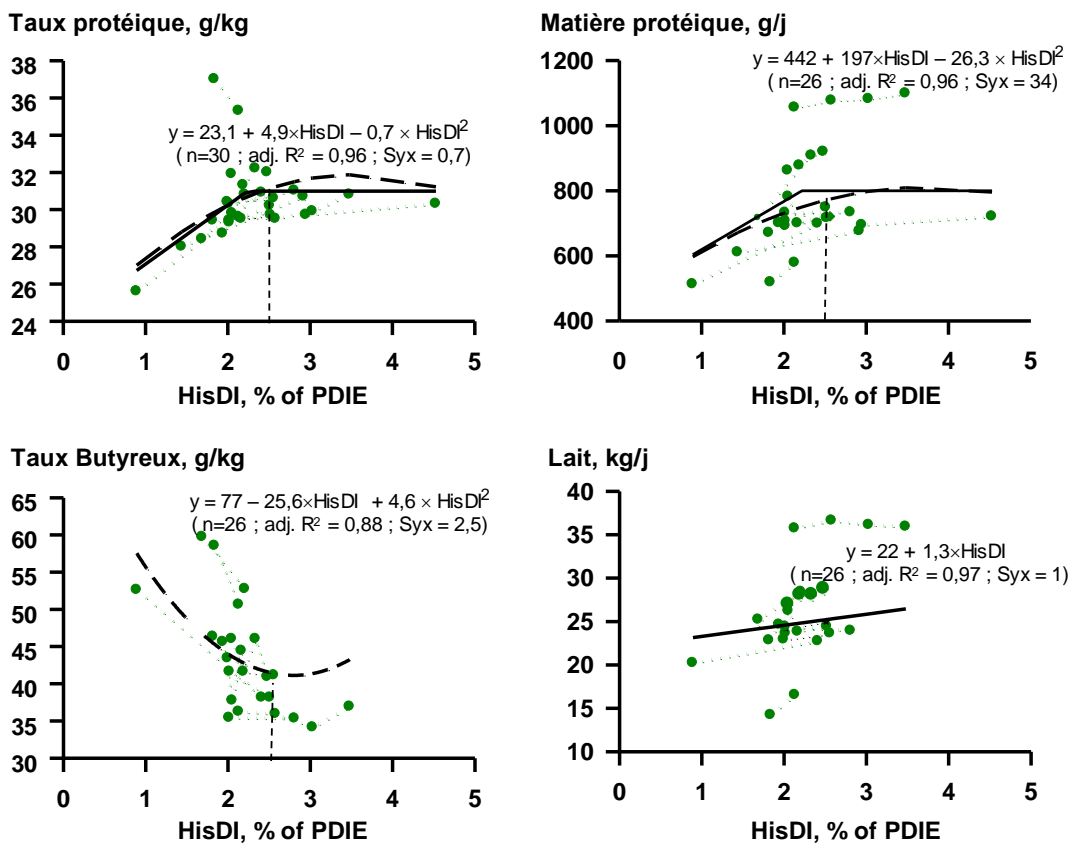 Taux protéique, g/kg
38
36
34
32
30
28
26
24
y = 23,1 + 4,9×HisDI – 0,7 × HisDI²
( n=30 ; adj. R² = 0,96 ; Syx = 0,7)
0 1 2 3 4 5
HisDI, % of PDIE
Matière protéique, g/j
1200
1000
800
600
400
y = 442 + 197×HisDI – 26,3 × HisDI²
( n=26 ; adj. R² = 0,96 ; Syx = 34)
0 1 2 3 4 5
HisDI, % of PDIE
Taux Butyreux, g/kg
65
60
55
50
45
40
35
30
y = 77 – 25,6×HisDI + 4,6 × HisDI²
( n=26 ; adj. R² = 0,88 ; Syx = 2,5)
0 1 2 3 4 5
HisDI, % of PDIE
Lait, kg/j
40
35
30
25
20
15
10
y = 22 + 1,3×HisDI
( n=26 ; adj. R² = 0,97 ; Syx = 1)
0 1 2 3 4 5
HisDI, % of PDIE